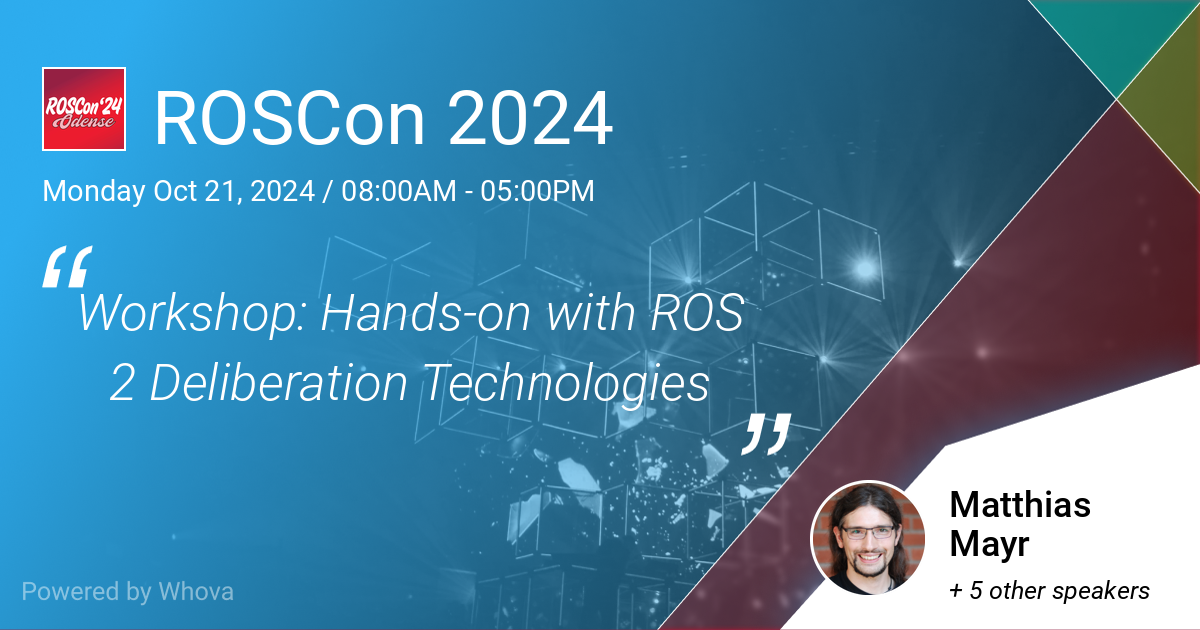 ROSCon'24
Odense
ROSCon 2024
Monday Oct 21, 2024 / 08:00AM - 05:00PM
“
Workshop: Hands-on with ROS
2 Deliberation Technologies
”
Matthias
Mayr
+ 5 other speakers
Powered by Whova